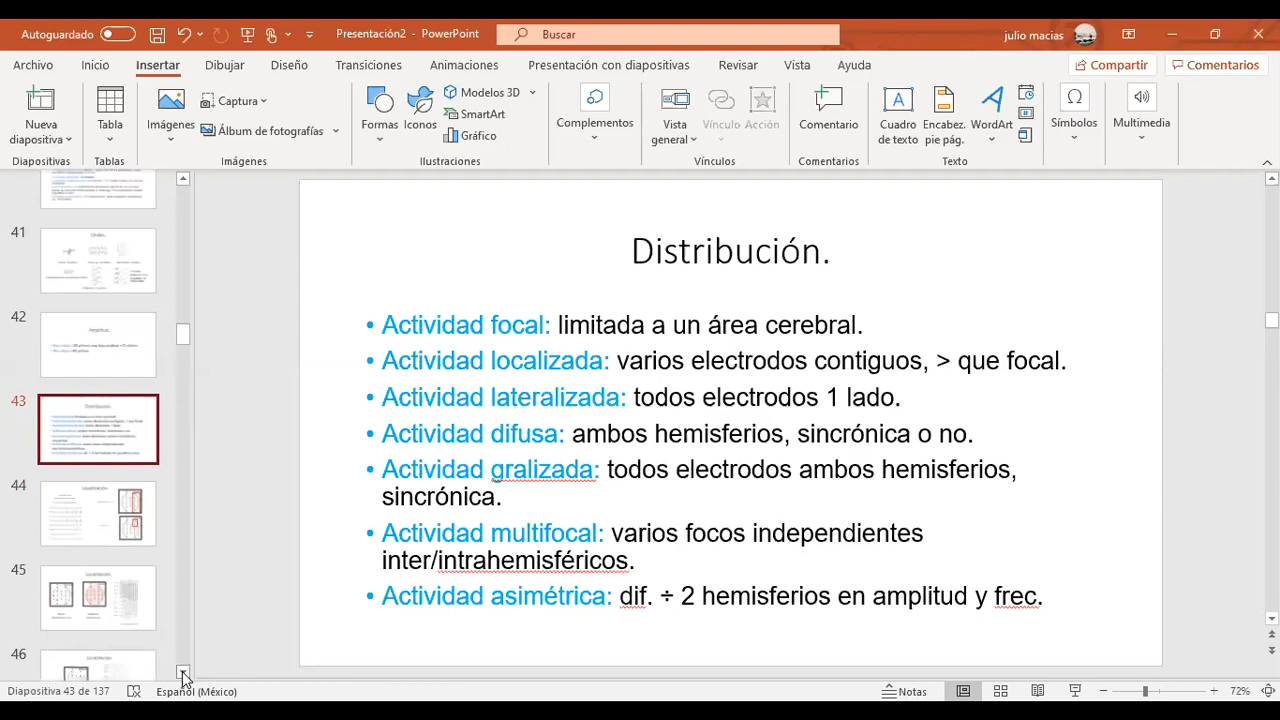 Autoguardado
Presentación2 - PowerPoint
Buscar
julio macias
Archivo
Inicio
Insertar
Dibujar
Diseño
Transiciones
Animaciones
Presentación con diapositivas
Revisar
Vista
Ayuda
Compartir
Comentarios
Nueva
diapositiva
Tabla
Imágenes
Captura
Álbum de fotografías
Formas
Iconos
Modelos 3D
SmartArt
Gráfico
Complementos
Vista
general
Vínculo
Acción
Comentario
Cuadro
de texto
Encabez.
pie pág.
WordArt
Símbolos
Multimedia
Diapositivas
Tablas
Imágenes
Ilustraciones
Vínculos
Comentarios
Texto
41
42
43
44
45
46
Distribución.
• Actividad focal: limitada a un área cerebral.
• Actividad localizada: varios electrodos contiguos, > que focal.
• Actividad lateralizada: todos electrodos 1 lado.
• Actividad difusa: ambos hemisferios, sincrónica o no.
• Actividad gralizada: todos electrodos ambos hemisferios,
sincrónica.
• Actividad multifocal: varios focos independientes
inter/intrahemisféricos.
• Actividad asimétrica: dif. ÷ 2 hemisferios en amplitud y frec.
Diapositiva 43 de 137
Español (México)
Notas
72%